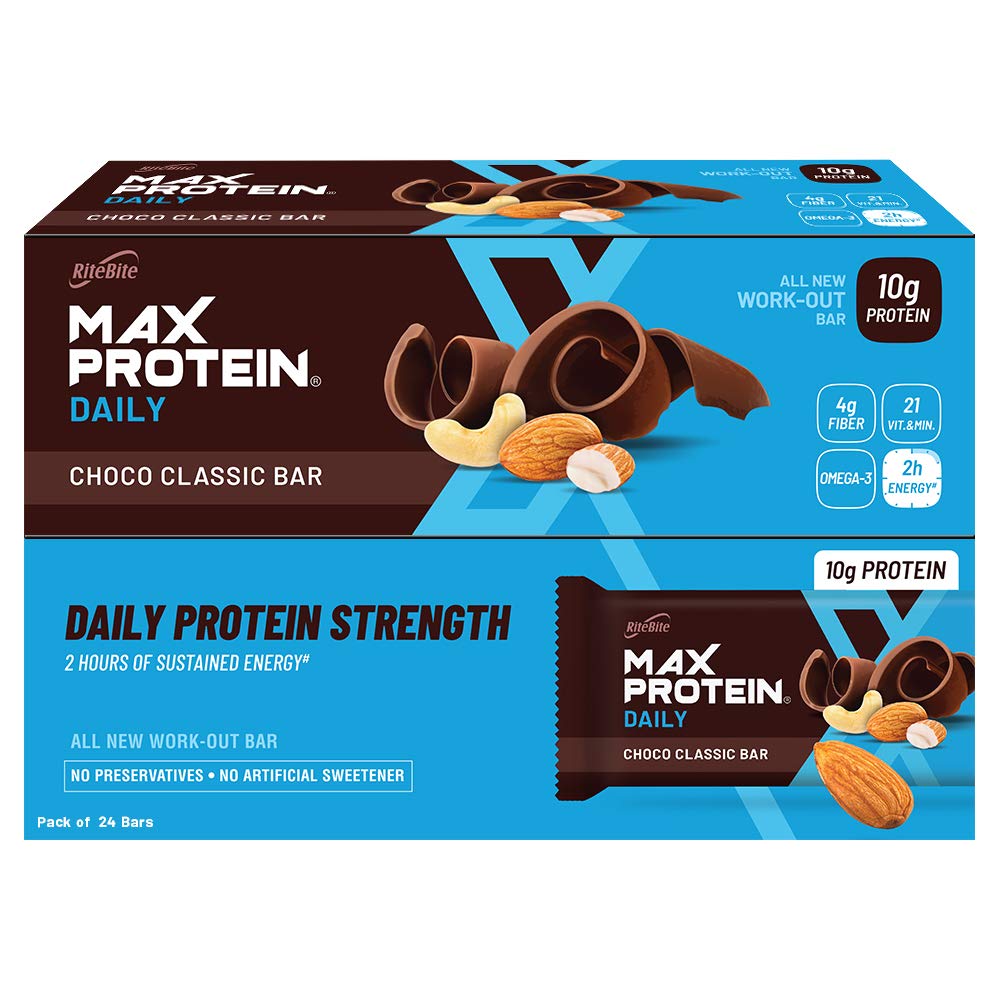 RiteBite
MAX
PROTEIN®
DAILY
CHOCO CLASSIC BAR
ALL NEW
WORK-OUT
BAR
10g
PROTEIN
4g
FIBER
21
VIT.&MIN.
OMEGA-3
2h
ENERGY#
RiteBite
MAX
PROTEIN®
DAILY
CHOCO CLASSIC BAR
ALL NEW
WORK-OUT
BAR
10g
PROTEIN
4g
FIBER
21
VIT.&MIN.
OMEGA-3
2h
ENERGY#
DAILY PROTEIN STRENGTH
2 HOURS OF SUSTAINED ENERGY#
ALL NEW WORK-OUT BAR
NO PRESERVATIVES • NO ARTIFICIAL SWEETENER
Pack of 24 Bars
10g PROTEIN
RiteBite
MAX
PROTEIN®
DAILY
CHOCO CLASSIC BAR